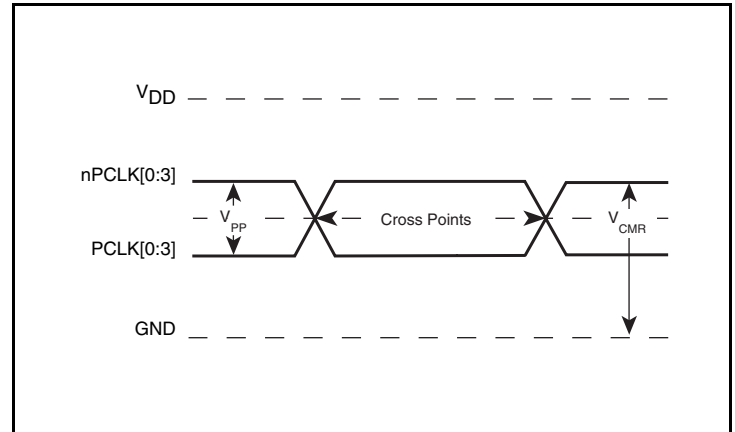 VDD
nPCLK[0:3]
VPP
Cross Points
VCMR
PCLK[0:3]
GND